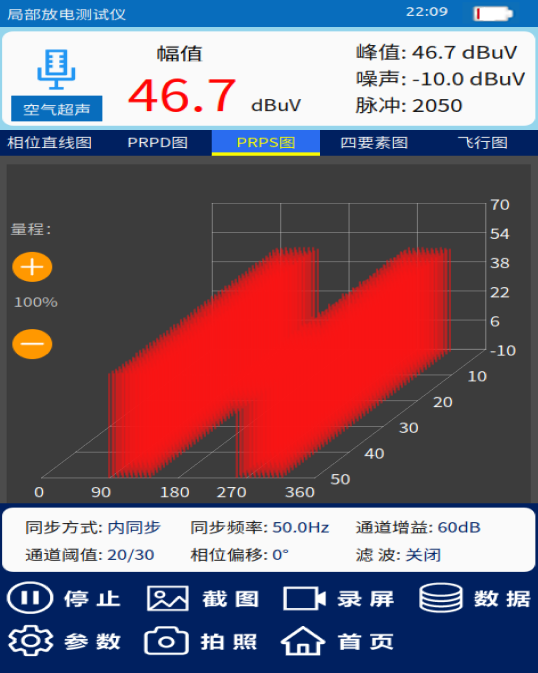 局部放电测试仪 22:09
幅值
46.7 dBuV
空气超声
峰值: 46.7 dBuV
噪声: -10.0 dBuV
脉冲: 2050
相位直线图 PRPD图 PRPS图 四要素图 飞行图
量程:
100%
70
54
38
22
6
-10
10
20
30
40
50
0 90 180 270 360
同步方式: 内同步 同步频率: 50.0Hz 通道增益: 60dB
通道阈值: 20/30 相位偏移: 0° 滤 波: 关闭
停止 截图 录屏 数据
参数 拍照 首页